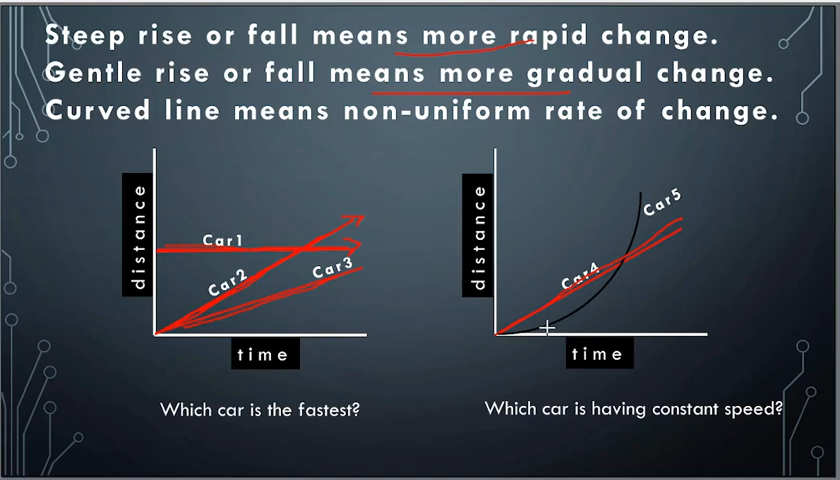 Steep rise or fall means more rapid change.
Gentle rise or fall means more gradual change.
Curved line means non-uniform rate of change.
distance
Car1
Car2
Car3
time
Which car is the fastest?
distance
Car4
Car5
time
Which car is having constant speed?